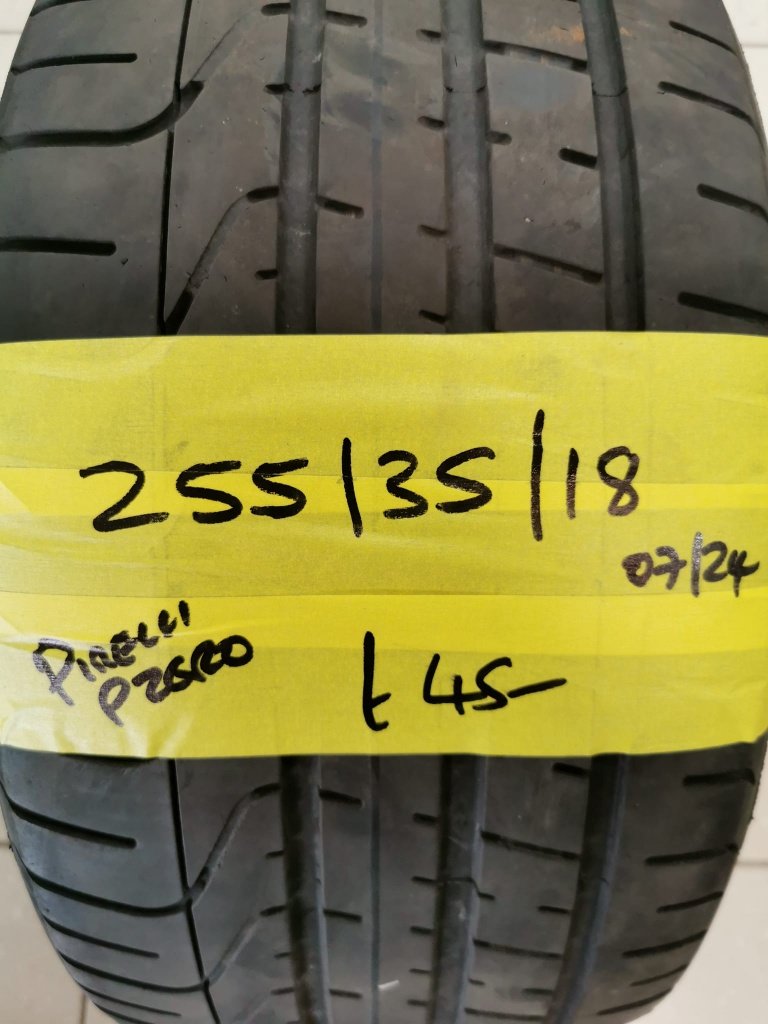 255/35/18
07/24
PIRELLI
PZERO
£45-